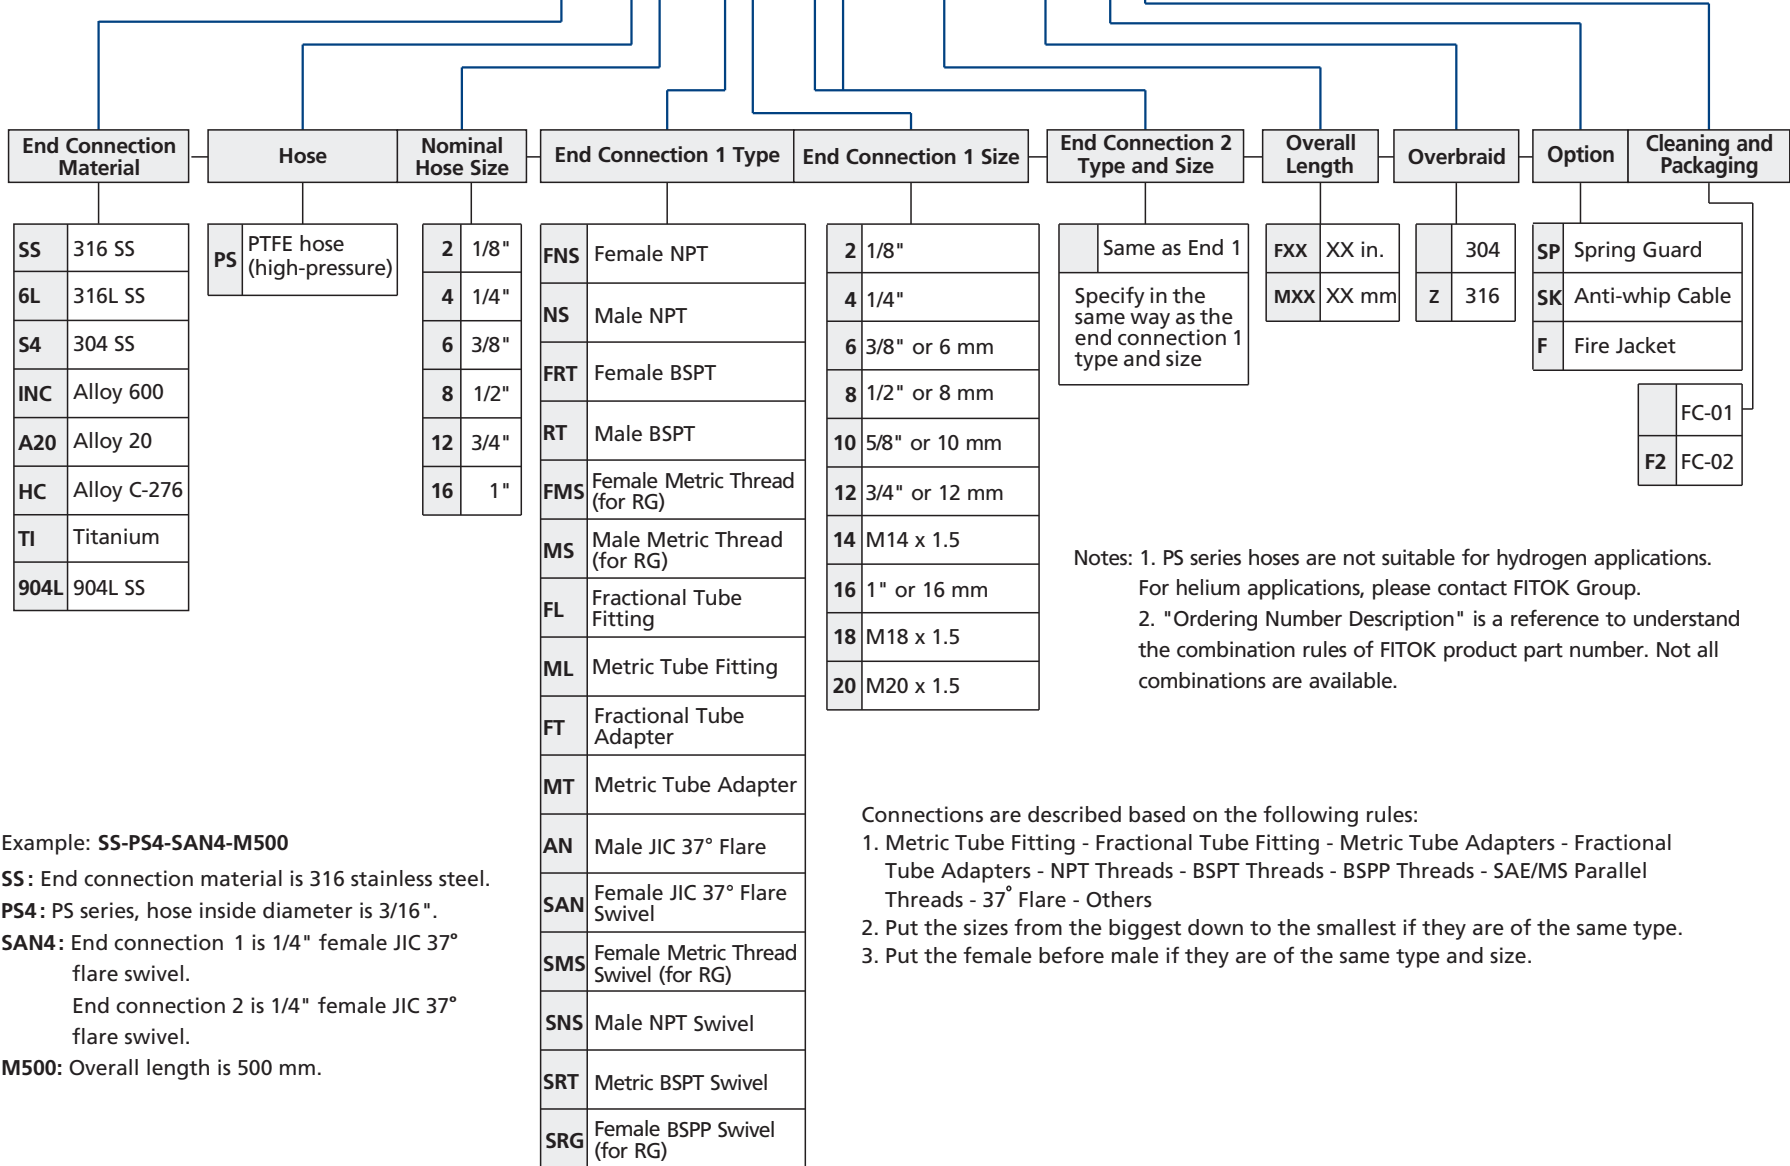 End Connection
Material
Hose
Nominal
Hose Size
End Connection 1 Type
End Connection 1 Size
End Connection 2
Type and Size
Overall
Length
Overbraid
Option
Cleaning and
Packaging
SS 316 SS
6L 316L SS
S4 304 SS
INC Alloy 600
A20 Alloy 20
HC Alloy C-276
TI Titanium
904L 904L SS
PS PTFE hose
(high-pressure)
2 1/8"
4 1/4"
6 3/8"
8 1/2"
12 3/4"
16 1"
FNS Female NPT
NS Male NPT
FRT Female BSPT
RT Male BSPT
FMS Female Metric Thread
(for RG)
MS Male Metric Thread
(for RG)
FL Fractional Tube
Fitting
ML Metric Tube Fitting
FT Fractional Tube
Adapter
MT Metric Tube Adapter
AN Male JIC 37° Flare
SAN Female JIC 37° Flare
Swivel
SMS Female Metric Thread
Swivel (for RG)
SNS Male NPT Swivel
SRT Metric BSPT Swivel
SRG Female BSPP Swivel
(for RG)
2 1/8"
4 1/4"
6 3/8" or 6 mm
8 1/2" or 8 mm
10 5/8" or 10 mm
12 3/4" or 12 mm
14 M14 x 1.5
16 1" or 16 mm
18 M18 x 1.5
20 M20 x 1.5
Same as End 1
Specify in the
same way as the
end connection 1
type and size
FXX XX in.
MXX XX mm
304
Z 316
SP Spring Guard
SK Anti-whip Cable
F Fire Jacket
FC-01
F2 FC-02
Notes: 1. PS series hoses are not suitable for hydrogen applications.
For helium applications, please contact FITOK Group.
2. "Ordering Number Description" is a reference to understand
the combination rules of FITOK product part number. Not all
combinations are available.
Example: SS-PS4-SAN4-M500
SS: End connection material is 316 stainless steel.
PS4: PS series, hose inside diameter is 3/16".
SAN4: End connection 1 is 1/4" female JIC 37°
flare swivel.
End connection 2 is 1/4" female JIC 37°
flare swivel.
M500: Overall length is 500 mm.
Connections are described based on the following rules:
1. Metric Tube Fitting - Fractional Tube Fitting - Metric Tube Adapters - Fractional
Tube Adapters - NPT Threads - BSPT Threads - BSPP Threads - SAE/MS Parallel
Threads - 37° Flare - Others
2. Put the sizes from the biggest down to the smallest if they are of the same type.
3. Put the female before male if they are of the same type and size.